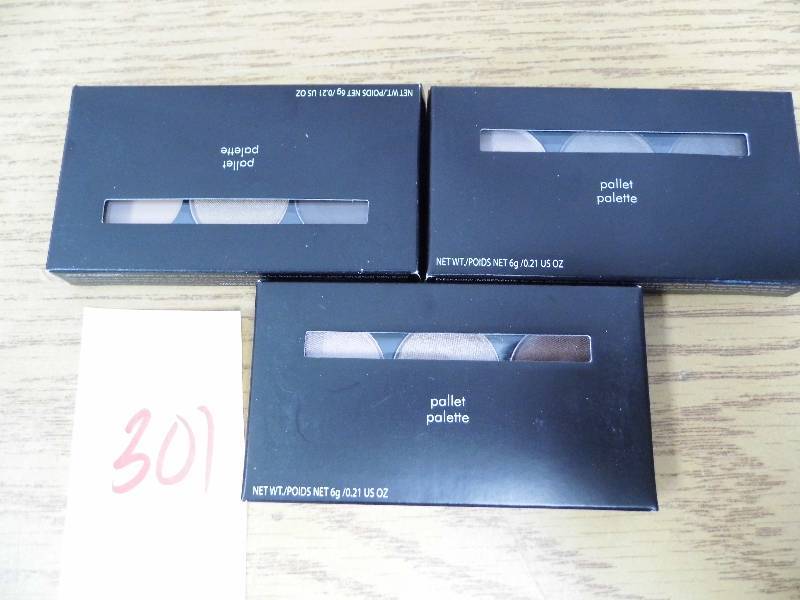 NET WT./POIDS NET 6g /0.21 US OZ
pallet
palette
pallet
palette
NET WT./POIDS NET 6g /0.21 US OZ
pallet
palette
NET WT./POIDS NET 6g /0.21 US OZ
301